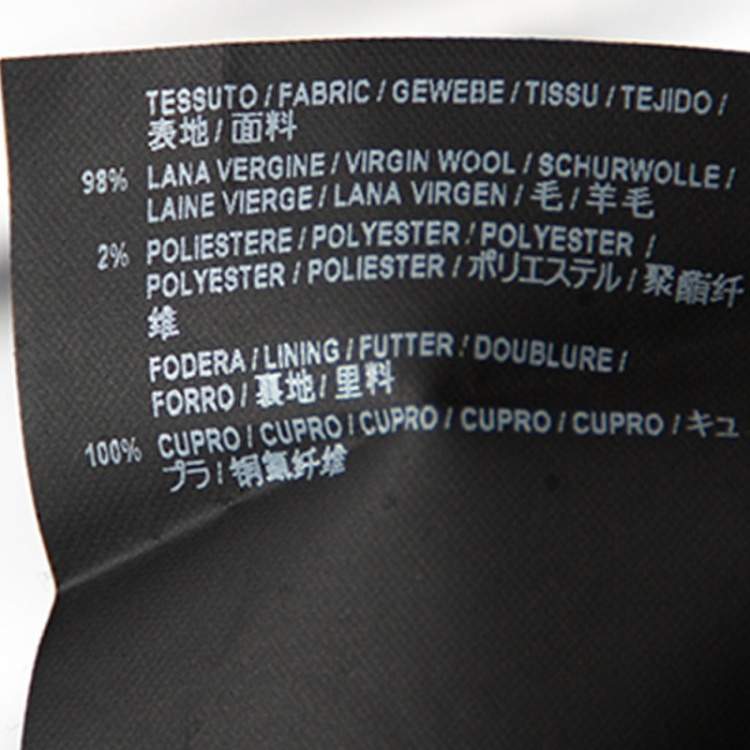 TESSUTO / FABRIC / GEWEBE / TISSU / TEJIDO /
表地 / 面料
98% LANA VERGINE / VIRGIN WOOL / SCHURWOLLE /
LAINE VIERGE / LANA VIRGEN / 毛 / 羊毛
2% POLIESTERE / POLYESTER / POLYESTER /
POLYESTER / POLIESTER / ポリエステル / 聚酯纤
维
FODERA / LINING / FUTTER / DOUBLURE /
FORRO / 裏地 / 里料
100% CUPRO / CUPRO / CUPRO / CUPRO / CUPRO / キュ
プラ / 铜氨纤维